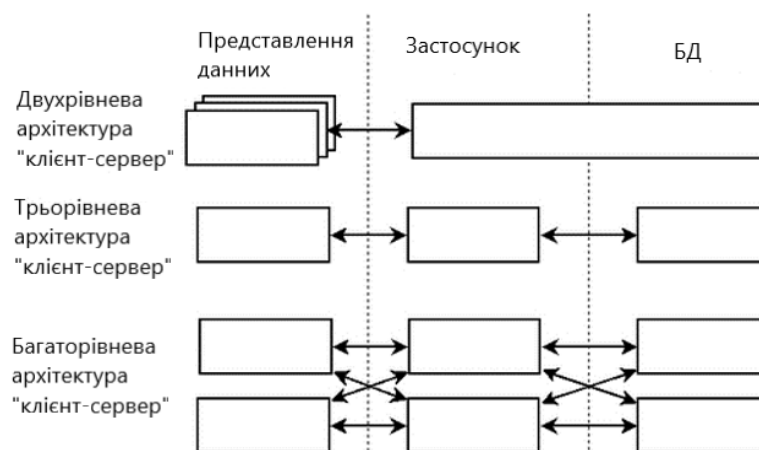 Представлення
данних
Застосунок
БД
Двухрівнева
архітектура
"клієнт-сервер"
Трьорівнева
архітектура
"клієнт-сервер"
Багаторівнева
архітектура
"клієнт-сервер"